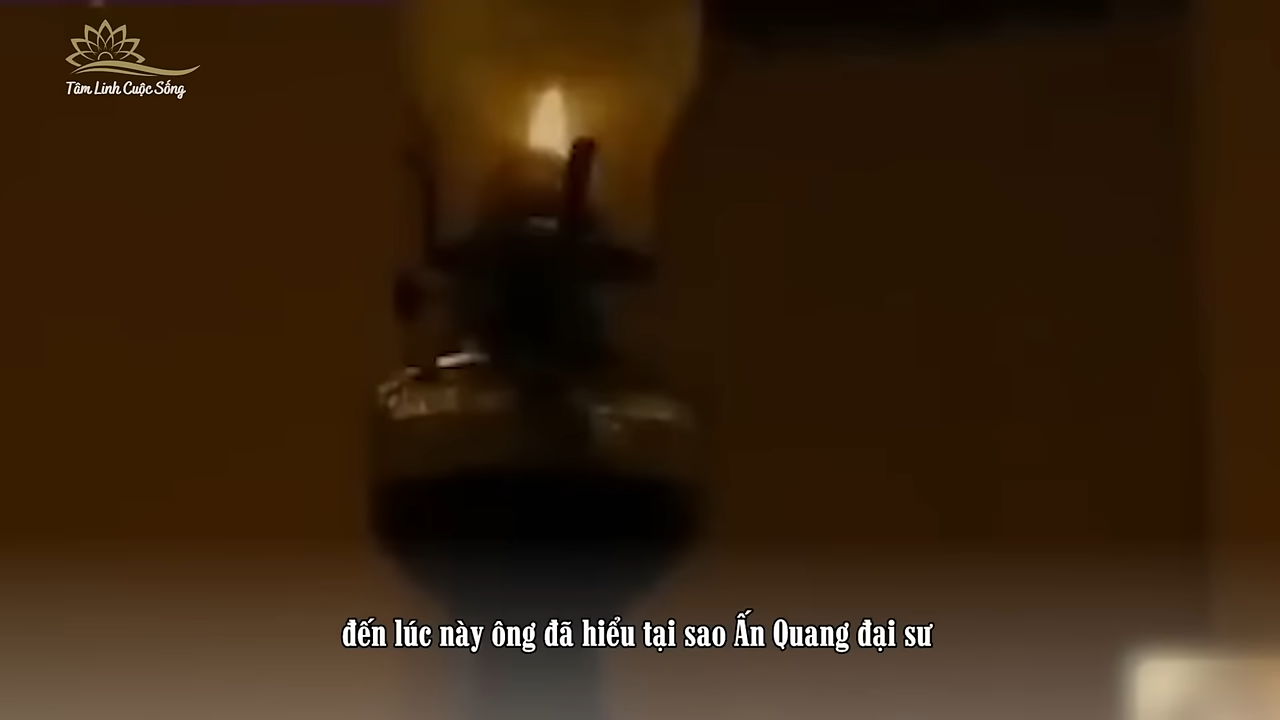 Tâm Linh Cuộc Sống
đến lúc này ông đã hiểu tại sao Ấn Quang đại sư